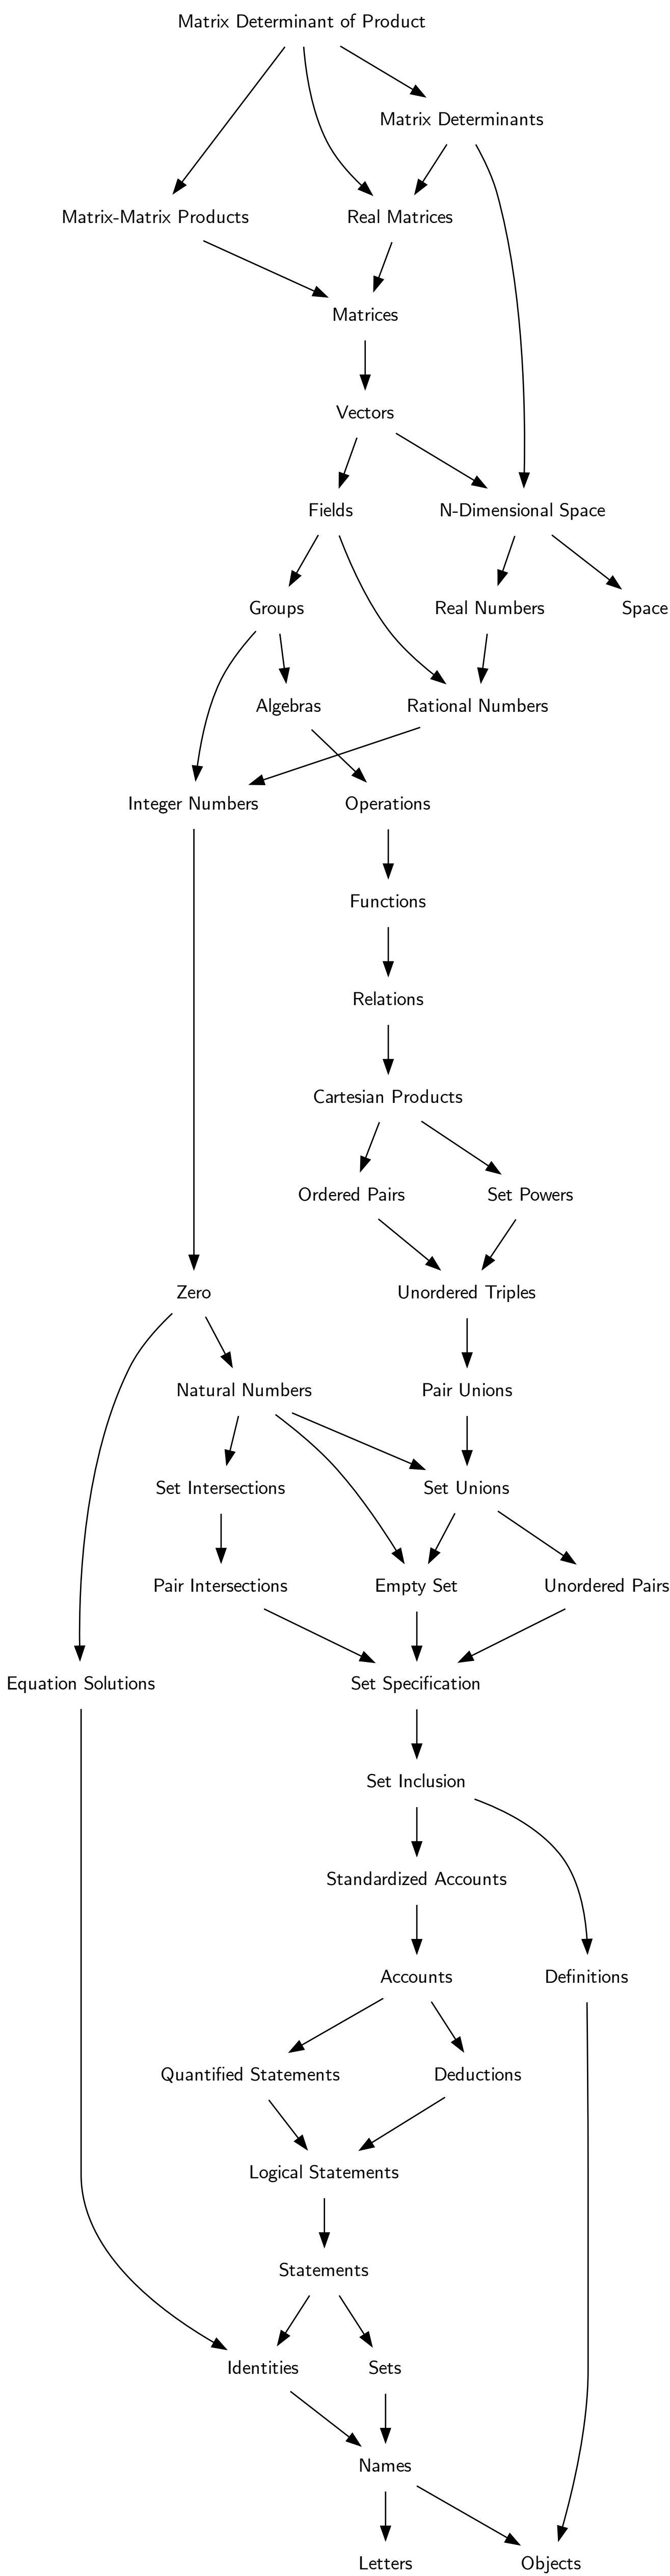 Matrix Determinant of Product
Matrix Determinants
Matrix-Matrix Products
Real Matrices
Matrices
Vectors
Fields
N-Dimensional Space
Groups
Real Numbers
Space
Algebras
Rational Numbers
Integer Numbers
Operations
Functions
Relations
Cartesian Products
Ordered Pairs
Set Powers
Zero
Unordered Triples
Natural Numbers
Pair Unions
Set Intersections
Set Unions
Pair Intersections
Empty Set
Unordered Pairs
Equation Solutions
Set Specification
Set Inclusion
Standardized Accounts
Accounts
Definitions
Quantified Statements
Deductions
Logical Statements
Statements
Identities
Sets
Names
Letters
Objects